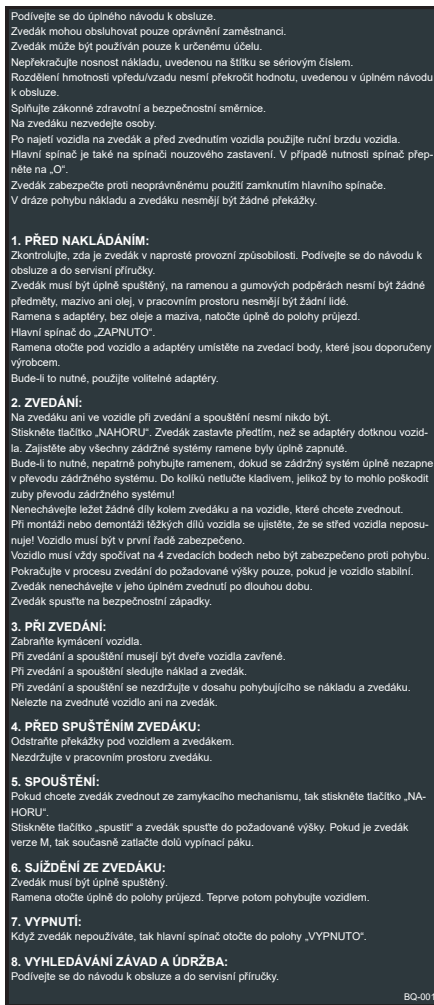 Podívejte se do úplného návodu k obsluze.
Zvedák mohou obsluhovat pouze oprávnění zaměstnanci.
Zvedák může být používán pouze k určenému účelu.
Nepřekračujte nosnost nákladu, uvedenou na štítku se sériovým číslem.
Rozdělení hmotnosti vpředu/vzadu nesmí překročit hodnotu, uvedenou v úplném návodu
k obsluze.
Splňujte zákonné zdravotní a bezpečnostní směrnice.
Na zvedáku nezvedejte osoby.
Po najetí vozidla na zvedák a před zvednutím vozidla použijte ruční brzdu vozidla.
Hlavní spínač je také na spínači nouzového zastavení. V případě nutnosti spínač přep-
něte na „O“.
Zvedák zabezpečte proti neoprávněnému použití zamknutím hlavního spínače.
V dráze pohybu nákladu a zvedáku nesmějí být žádné překážky.
1. PŘED NAKLÁDÁNÍM:
Zkontrolujte, zda je zvedák v naprosté provozní způsobilosti. Podívejte se do návodu k
obsluze a do servisní příručky.
Zvedák musí být úplně spuštěný, na ramenou a gumových podpěrách nesmí být žádné
předměty, mazivo ani olej, v pracovním prostoru nesmějí být žádní lidé.
Ramena s adaptéry, bez oleje a maziva, natočte úplně do polohy průjezd.
Hlavní spínač do „ZAPNUTO“.
Ramena otočte pod vozidlo a adaptéry umístěte na zvedací body, které jsou doporučeny
výrobcem.
Bude-li to nutné, použijte volitelné adaptéry.
2. ZVEDÁNÍ:
Na zvedáku ani ve vozidle při zvedání a spouštění nesmí nikdo být.
Stiskněte tlačítko „NAHORU“. Zvedák zastavte předtím, než se adaptéry dotknou vozid-
la. Zajistěte aby všechny zádržné systémy ramene byly úplně zapnuté.
Bude-li to nutné, nepatrně pohybujte ramenem, dokud se zádržný systém úplně nezapne
v převodu zádržného systému. Do kolíků netlučte kladivem, jelikož by to mohlo poškodit
zuby převodu zádržného systému!
Nenechávejte ležet žádné díly kolem zvedáku a na vozidle, které chcete zvednout.
Při montáži nebo demontáži těžkých dílů vozidla se ujistěte, že se střed vozidla neposu-
nuje! Vozidlo musí být v první řadě zabezpečeno.
Vozidlo musí vždy spočívat na 4 zvedacích bodech nebo být zabezpečeno proti pohybu.
Pokračujte v procesu zvedání do požadované výšky pouze, pokud je vozidlo stabilní.
Zvedák nenechávejte v jeho úplném zvednutí po dlouhou dobu.
Zvedák spusťte na bezpečnostní západky.
3. PŘI ZVEDÁNÍ:
Zabraňte kymácení vozidla.
Při zvedání a spouštění musejí být dveře vozidla zavřené.
Při zvedání a spouštění sledujte náklad a zvedák.
Při zvedání a spouštění se nezdržujte v dosahu pohybujícího se nákladu a zvedáku.
Nelezte na zvednuté vozidlo ani na zvedák.
4. PŘED SPUŠTĚNÍM ZVEDÁKU:
Odstraňte překážky pod vozidlem a zvedákem.
Nezdržujte v pracovním prostoru zvedáku.
5. SPOUŠTĚNÍ:
Pokud chcete zvedák zvednout ze zamykacího mechanismu, tak stiskněte tlačítko „NA-
HORU“.
Stiskněte tlačítko „spustit“ a zvedák spusťte do požadované výšky. Pokud je zvedák
verze M, tak současně zatlačte dolů vypínací páku.
6. SJÍŽDĚNÍ ZE ZVEDÁKU:
Zvedák musí být úplně spuštěný.
Ramena otočte úplně do polohy průjezd. Teprve potom pohybujte vozidlem.
7. VYPNUTÍ:
Když zvedák nepoužíváte, tak hlavní spínač otočte do polohy „VYPNUTO“.
8. VYHLEDÁVÁNÍ ZÁVAD A ÚDRŽBA:
Podívejte se do návodu k obsluze a do servisní příručky.
BQ-001